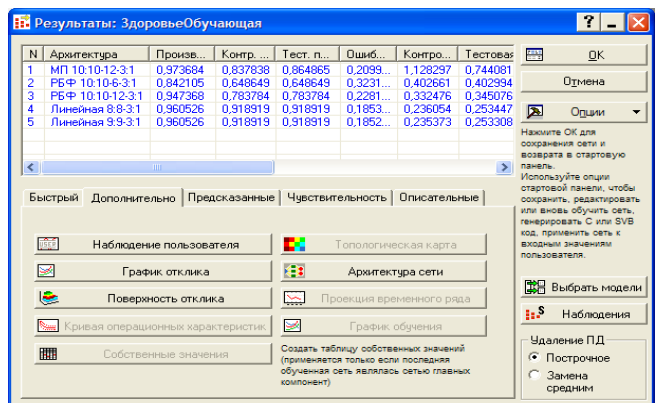 Результаты: ЗдоровьеОбучающая
N Архитектура Произв... Контр. ... Тест. п... Ошиб... Контро... Тестовая
1 МП 10:10-12-3:1 0,973684 0,837838 0,864865 0,2099... 1,128297 0,744081
2 РБФ 10:10-6-3:1 0,842105 0,648649 0,648649 0,3231... 0,402661 0,402994
3 РБФ 10:10-12-3:1 0,947368 0,783784 0,783784 0,2281... 0,332476 0,345076
4 Линейная 8:8-3:1 0,960526 0,918919 0,918919 0,1853... 0,236054 0,253447
5 Линейная 9:9-3:1 0,960526 0,918919 0,918919 0,1852... 0,235373 0,253308
OK
Отмена
Опции
Нажмите ОК для
сохранения сети и
возврата в стартовую
панель.
Используйте опции
стартовой панели, чтобы
сохранить, редактировать
или вновь обучить сеть,
генерировать C или SVB
код, применить сеть к
входным значениям
пользователя.
Быстрый Дополнительно Предсказанные Чувствительность Описательные
USER Наблюдение пользователя
Топологическая карта
График отклика
Архитектура сети
Поверхность отклика
Проекция временного ряда
Кривая операционных характеристик
График обучения
Собственные значения
Создать таблицу собственных значений
(применяется только если последняя
обученная сеть являлась сетью главных
компонент)
Выбрать модели
S Наблюдения
Удаление ПД
Построчное
Замена
средним